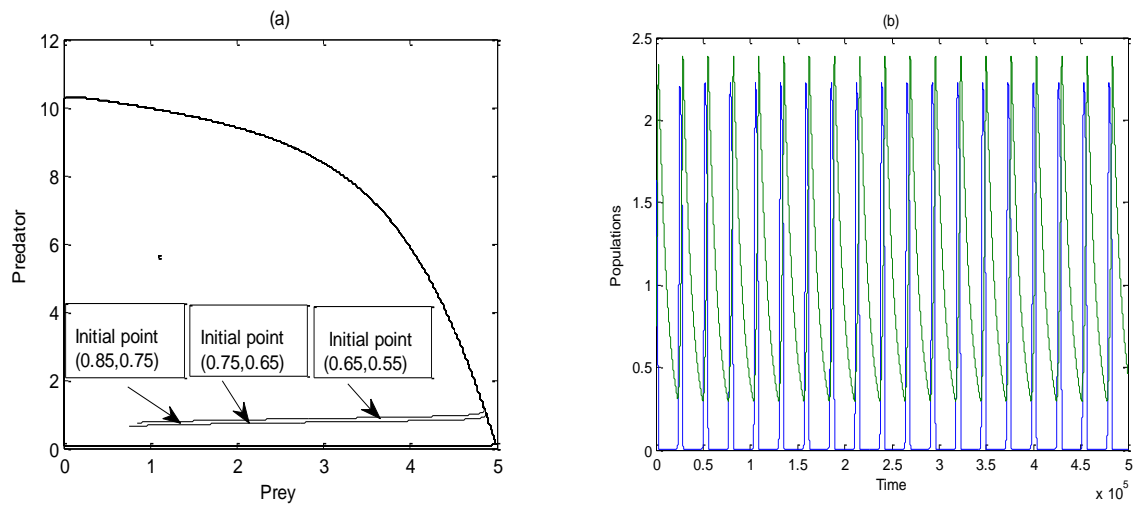 (a)
12
10
8
6
4
2
0
Predator
Initial point
(0.85,0.75)
Initial point
(0.75,0.65)
Initial point
(0.65,0.55)
0 1 2 3 4 5
Prey
(b)
2.5
2
1.5
1
0.5
0
Populations
0 0.5 1 1.5 2 2.5 3 3.5 4 4.5 5
Time
x 10^5